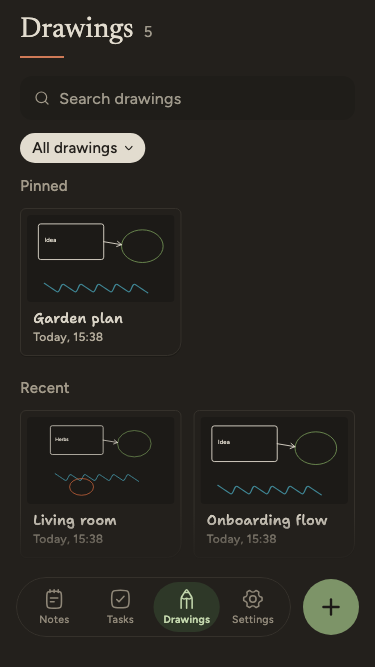 Drawings 5
Search drawings
All drawings
Pinned
Idea
Garden plan
Today, 15:38
Recent
Herbs
Living room
Today, 15:38
Idea
Onboarding flow
Today, 15:38
Notes
Tasks
Drawings
Settings